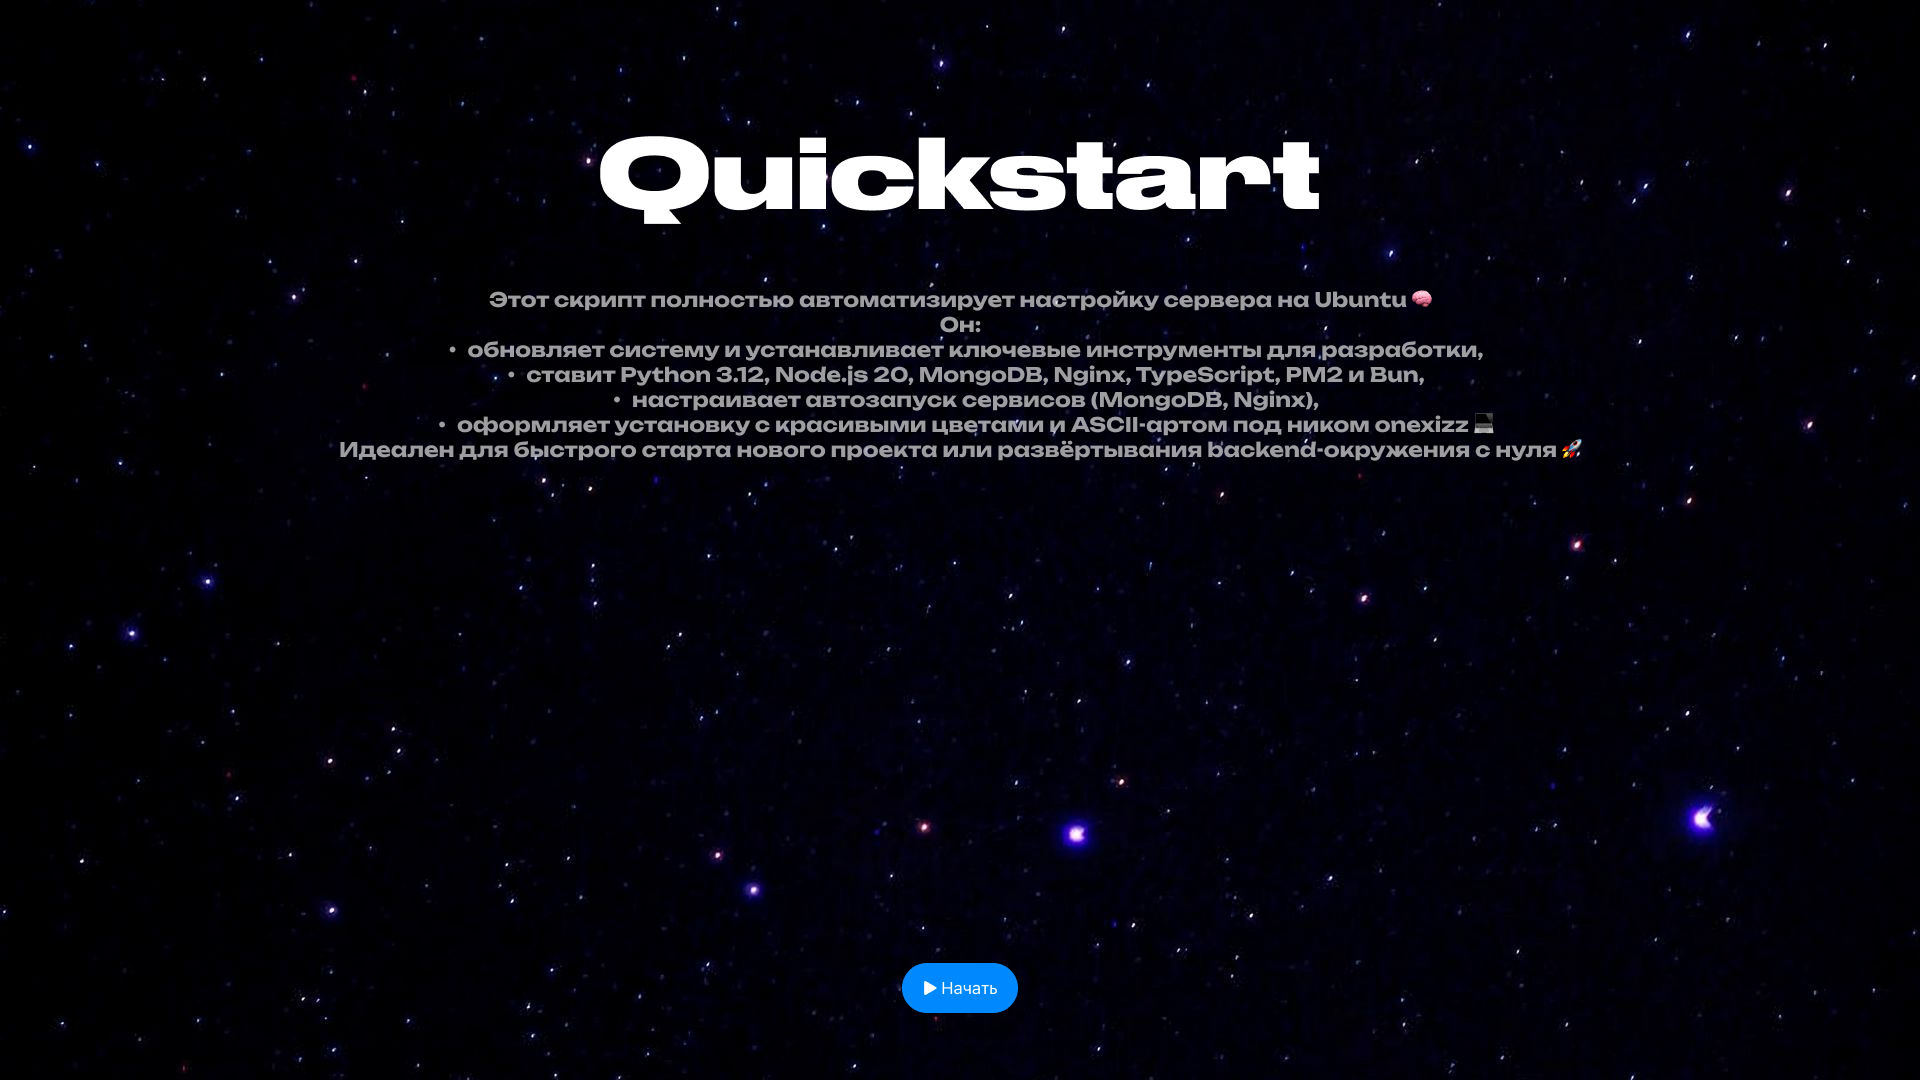 Quickstart
Этот скрипт полностью автоматизирует настройку сервера на Ubuntu 🧠
Он:
• обновляет систему и устанавливает ключевые инструменты для разработки,
• ставит Python 3.12, Node.js 20, MongoDB, Nginx, TypeScript, PM2 и Bun,
• настраивает автозапуск сервисов (MongoDB, Nginx),
• оформляет установку с красивыми цветами и ASCII-артом под ником onexizz 💻
Идеален для быстрого старта нового проекта или развёртывания backend-окружения с нуля 🚀
Начать